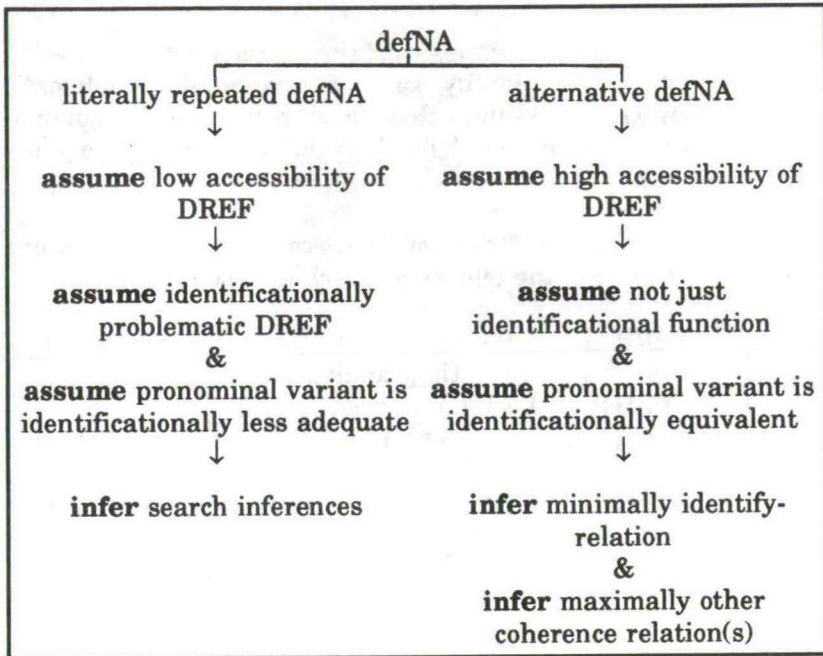 defNA
literally repeated defNA
↓
assume low accessibility of
DREF
↓
assume identificationally
problematic DREF
&
assume pronominal variant is
identificationally less adequate
↓
infer search inferences
alternative defNA
↓
assume high accessibility of
DREF
↓
assume not just
identificational function
&
assume pronominal variant is
identificationally equivalent
↓
infer minimally identify-
relation
&
infer maximally other
coherence relation(s)